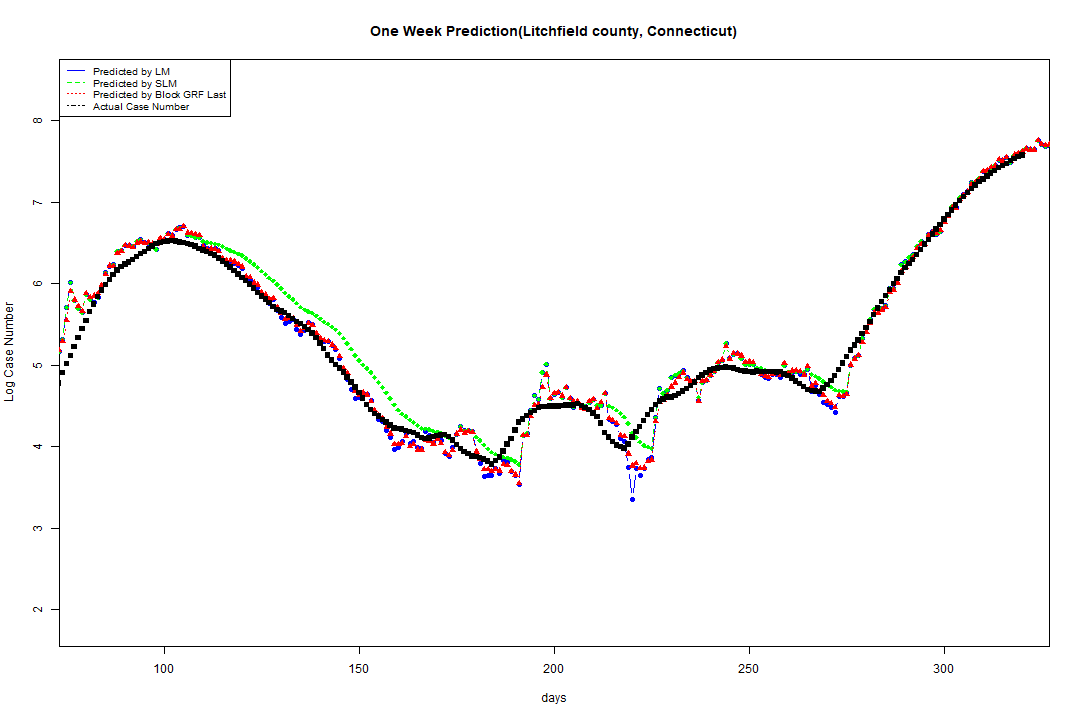 One Week Prediction(Litchfield county, Connecticut)
Predicted by LM
Predicted by SLM
Predicted by Block GRF Last
Actual Case Number
Log Case Number
8
7
6
5
4
3
2
100 150 200 250 300
days